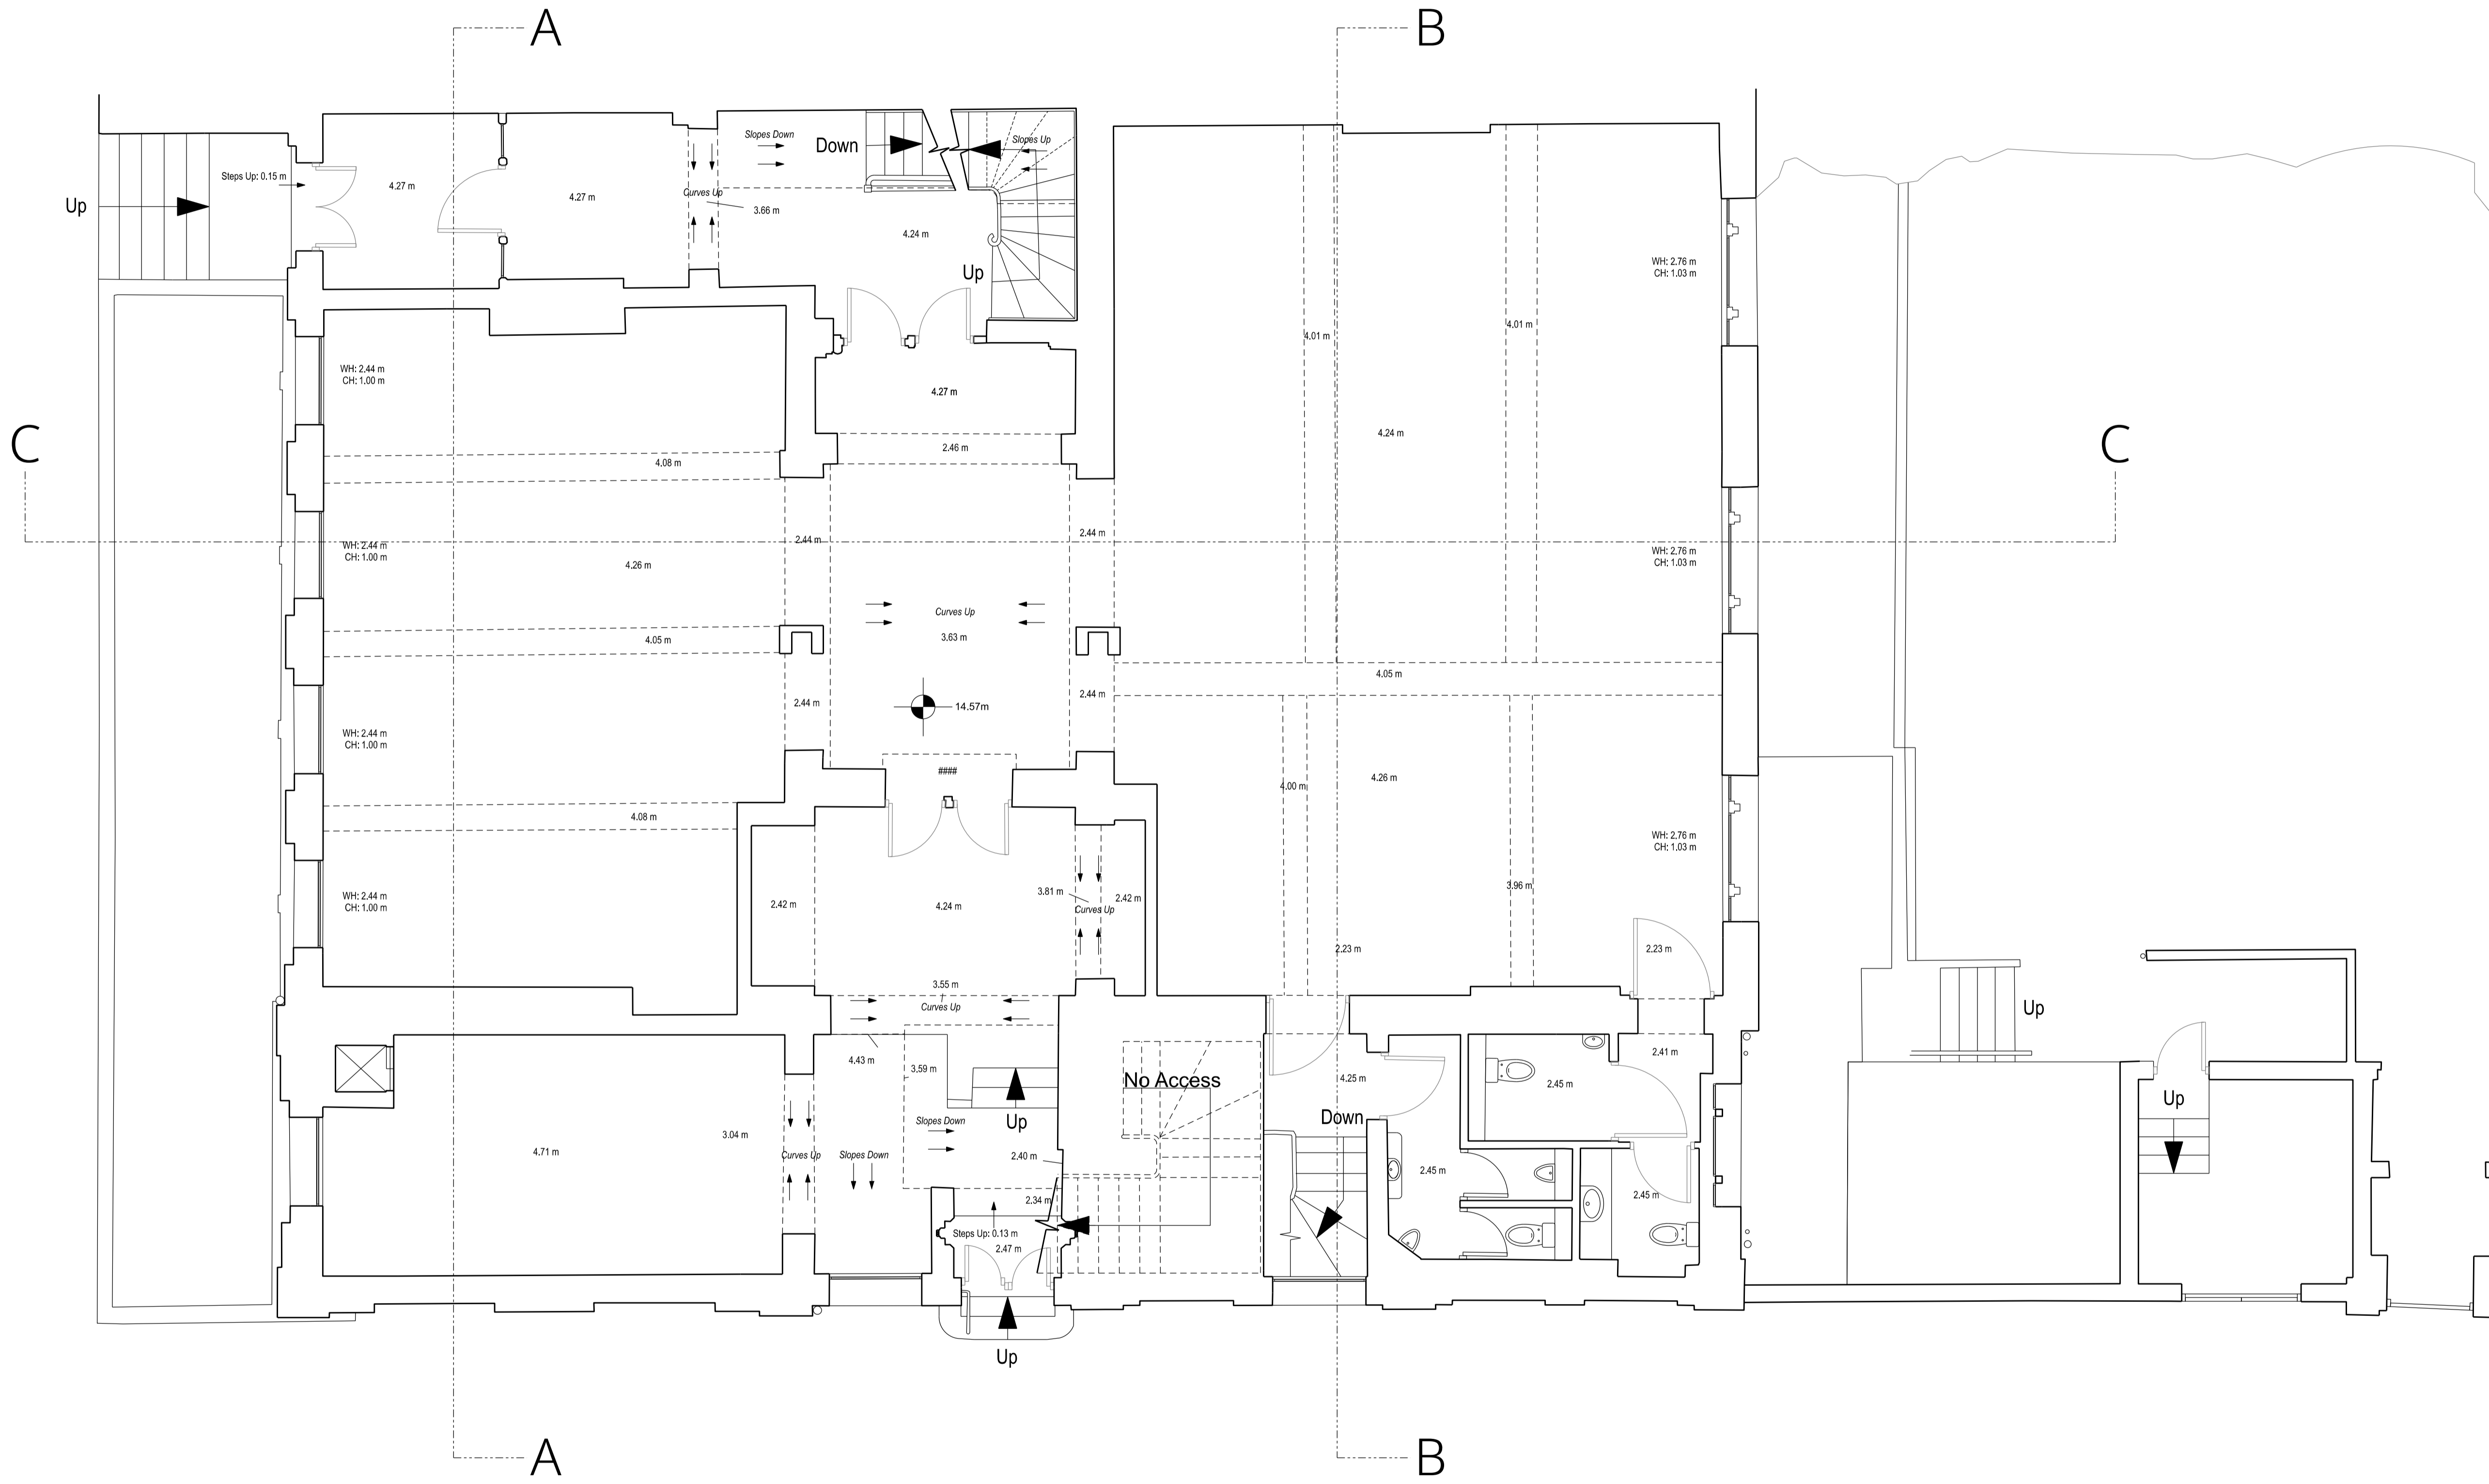 A
B
Slopes Down
Down
Slopes Up
Steps Up: 0.15 m
4.27 m
4.27 m
Curves Up
3.66 m
Up
4.24 m
Up
WH: 2.76 m
CH: 1.03 m
4.01 m
4.01 m
WH: 2.44 m
CH: 1.00 m
4.27 m
C
4.08 m
2.46 m
4.24 m
C
WH: 2.44 m
CH: 1.00 m
4.26 m
2.44 m
2.44 m
WH: 2.76 m
CH: 1.03 m
Curves Up
3.63 m
4.05 m
4.05 m
2.44 m
14.57m
2.44 m
WH: 2.44 m
CH: 1.00 m
####
4.26 m
4.00 m
4.08 m
WH: 2.76 m
CH: 1.03 m
WH: 2.44 m
CH: 1.00 m
2.42 m
4.24 m
3.81 m
Curves Up
2.42 m
3.96 m
2.23 m
2.23 m
3.55 m
Curves Up
Up
4.43 m
3.59 m
No Access
4.25 m
2.45 m
2.41 m
Up
3.04 m
Slopes Down
Up
Down
4.71 m
Curves Up
Slopes Down
2.40 m
2.45 m
2.45 m
2.34 m
Steps Up: 0.13 m
2.47 m
Up
A
B